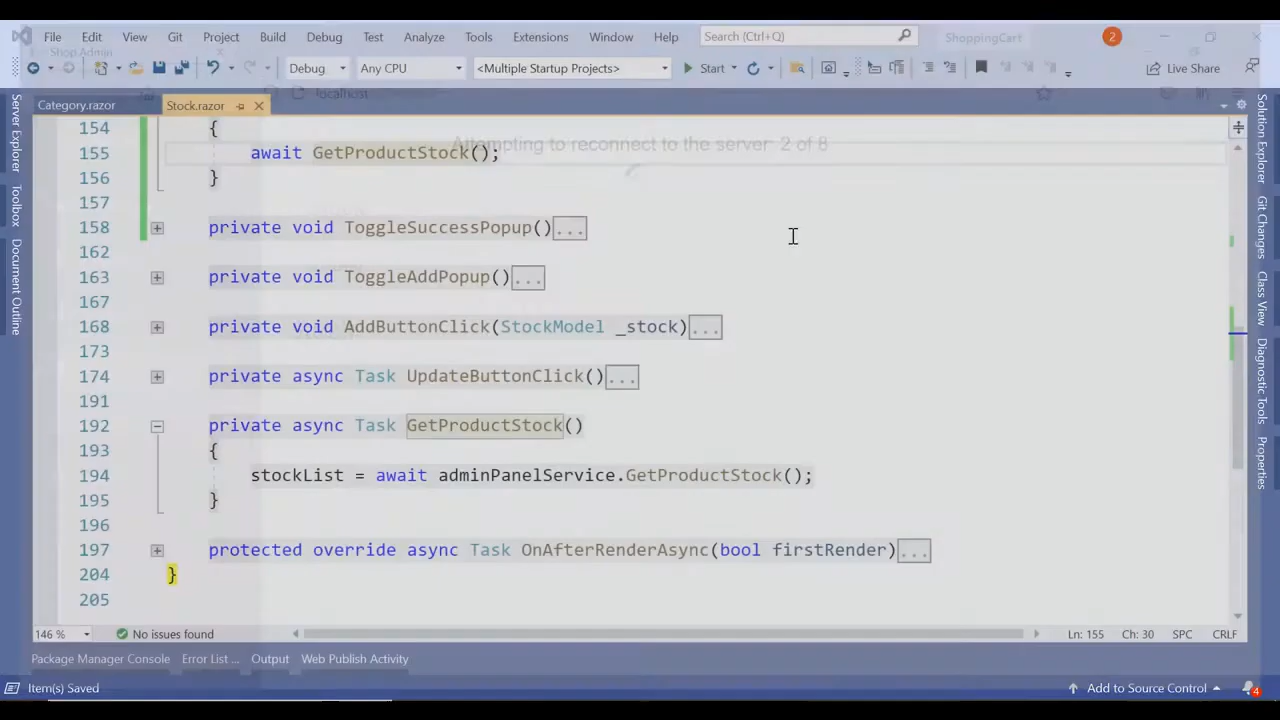 File Edit View Git Project Build Debug Test Analyze Tools Extensions Window Help Search (Ctrl+Q) ShoppingCart 2
Shop Admin
Debug Any CPU <Multiple Startup Projects> Start Live Share
localhost
Category.razor Stock.razor
Attempting to reconnect to the server: 2 of 8
154 {
155 await GetProductStock();
156 }
157
158 private void ToggleSuccessPopup()...
162
163 private void ToggleAddPopup()...
167
168 private void AddButtonClick(StockModel _stock)...
173
174 private async Task UpdateButtonClick()...
191
192 private async Task GetProductStock()
193 {
194 stockList = await adminPanelService.GetProductStock();
195 }
196
197 protected override async Task OnAfterRenderAsync(bool firstRender)...
204 }
205
146 % No issues found Ln: 155 Ch: 30 SPC CRLF
Package Manager Console Error List ... Output Web Publish Activity
Item(s) Saved Add to Source Control 4
Server Explorer
Toolbox
Document Outline
Solution Explorer
Git Changes
Class View
Diagnostic Tools
Properties